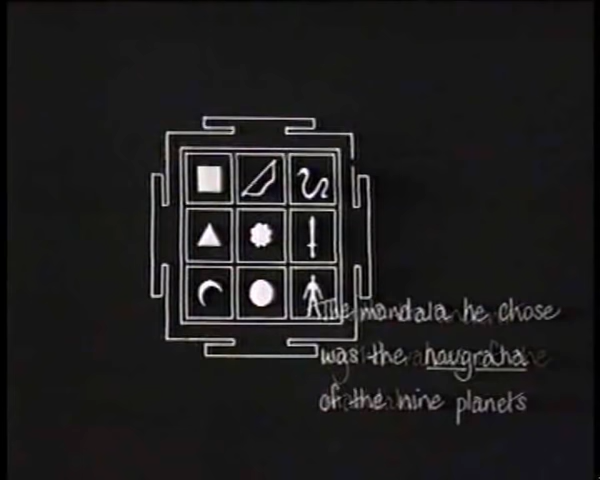 The mandala he chose
was the navgraha
of the nine planets